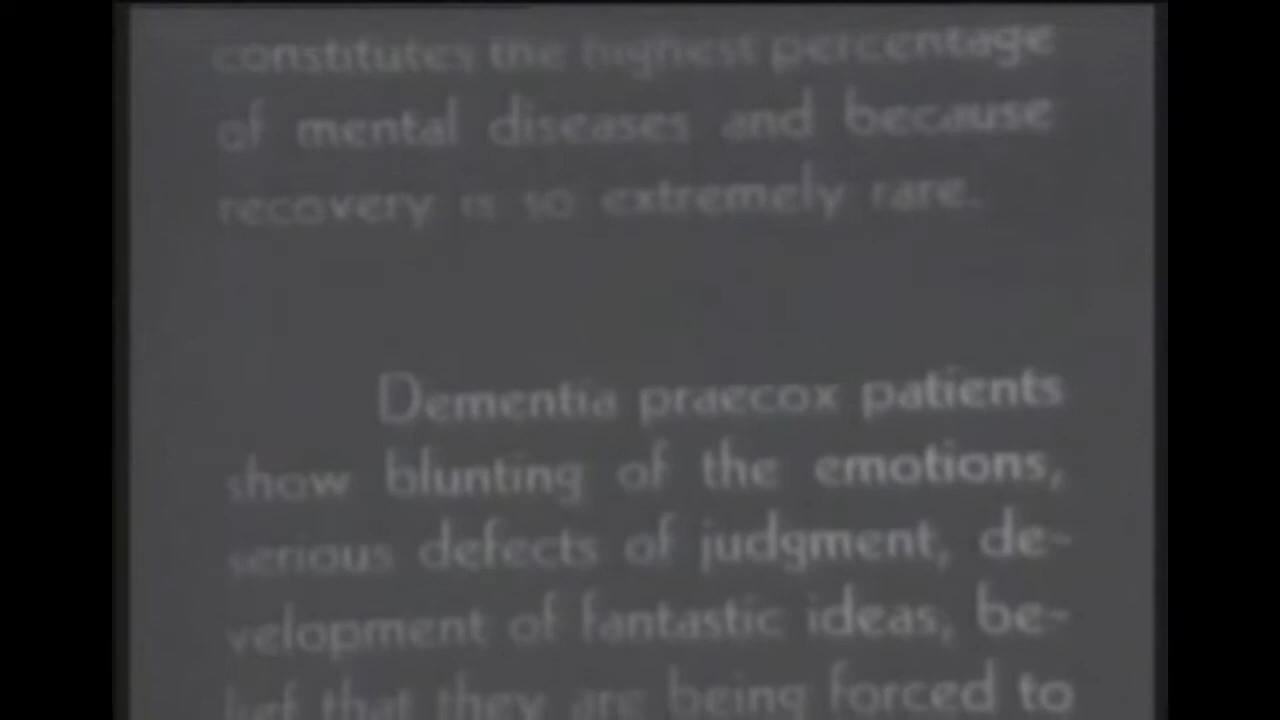 constitutes the highest percentage
of mental diseases and because
recovery is so extremely rare.
Dementia praecox patients
show blunting of the emotions,
serious defects of judgment, de-
velopment of fantastic ideas, be-
lief that they are being forced to